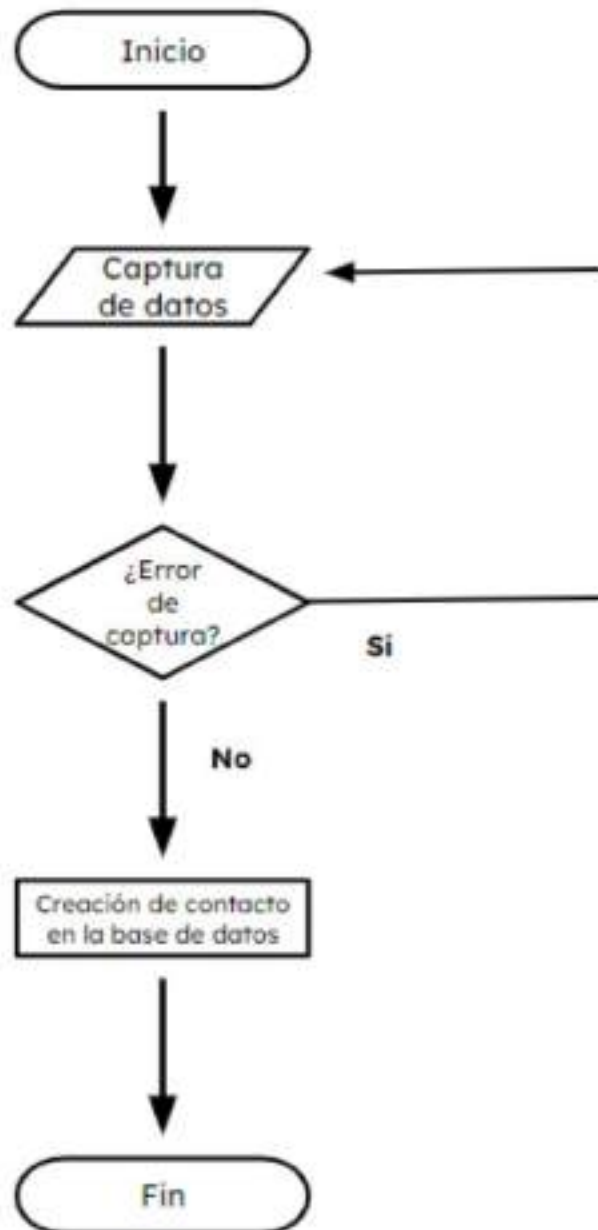 Inicio
Captura
de datos
¿Error
de
captura?
Si
No
Creación de contacto
en la base de datos
Fin